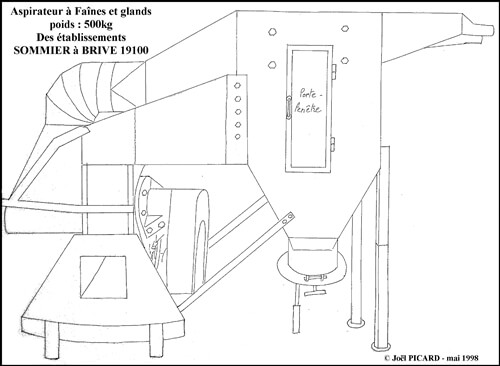 Aspirateur à Faînes et glands
poids : 500kg
Des établissements
SOMMIER à BRIVE 19100
Porte -
Fenêtre
© Joël PICARD - mai 1998